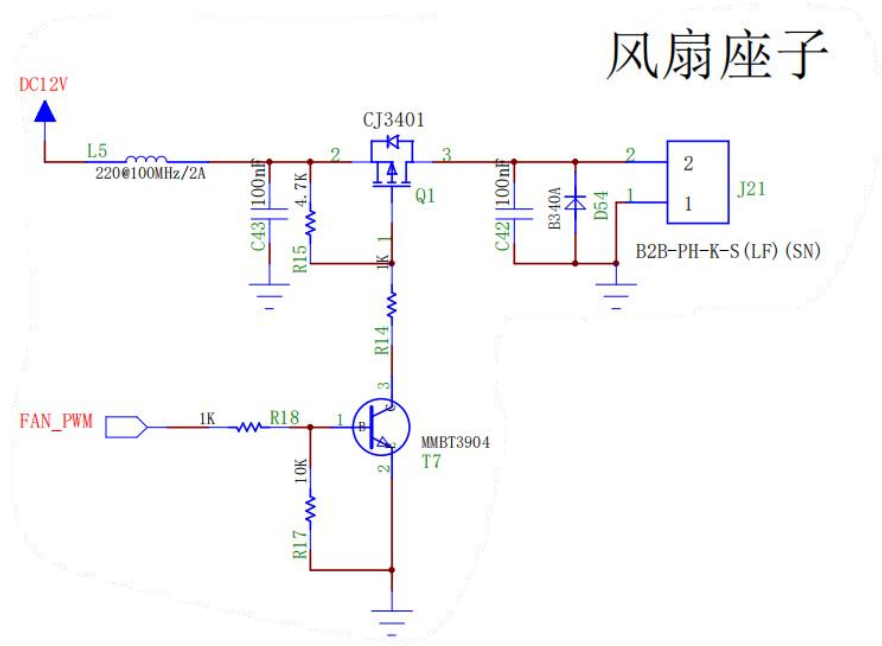 风扇座子
DC12V
CJ3401
L5
220@100MHz/2A
100nF
C43
4.7K
R15
2
3
Q1
1
1K
R14
100nF
C42
B340A
D54
2
1
2
1
J21
B2B-PH-K-S(LF)(SN)
FAN_PWM
1K
R18
1
B
3
C
E
2
MMBT3904
T7
10K
R17